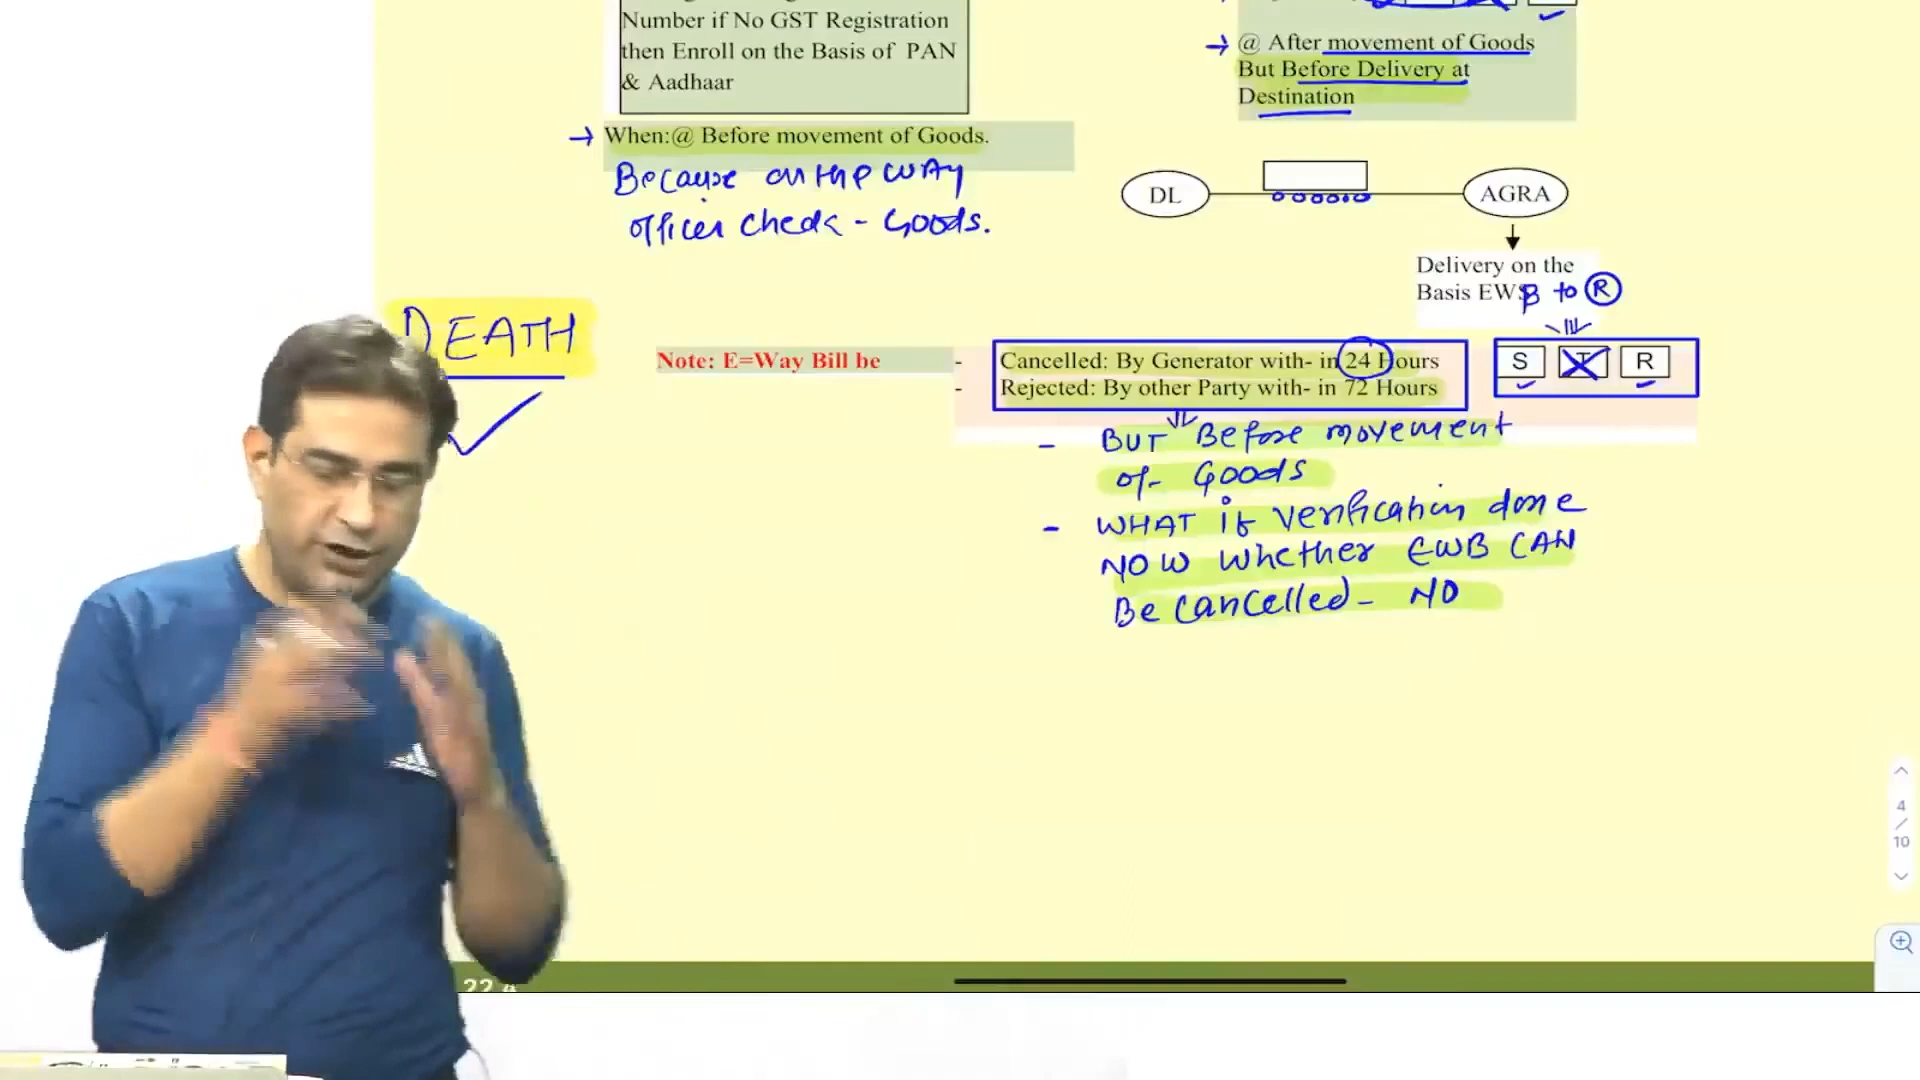 Number if No GST Registration
then Enroll on the Basis of PAN
& Aadhaar
→ When:@ Before movement of Goods.
Because on the way
officer check - Goods.
→ @ After movement of Goods
But Before Delivery at
Destination
DL
AGRA
Delivery on the
Basis EWS
B to R
DEATH
Note: E=Way Bill be
- Cancelled: By Generator with- in 24 Hours
- Rejected: By other Party with- in 72 Hours
S T R
- BUT Before movement
of Goods
- WHAT if verification done
NOW whether EWB CAN
Be Cancelled - NO
4
/
10